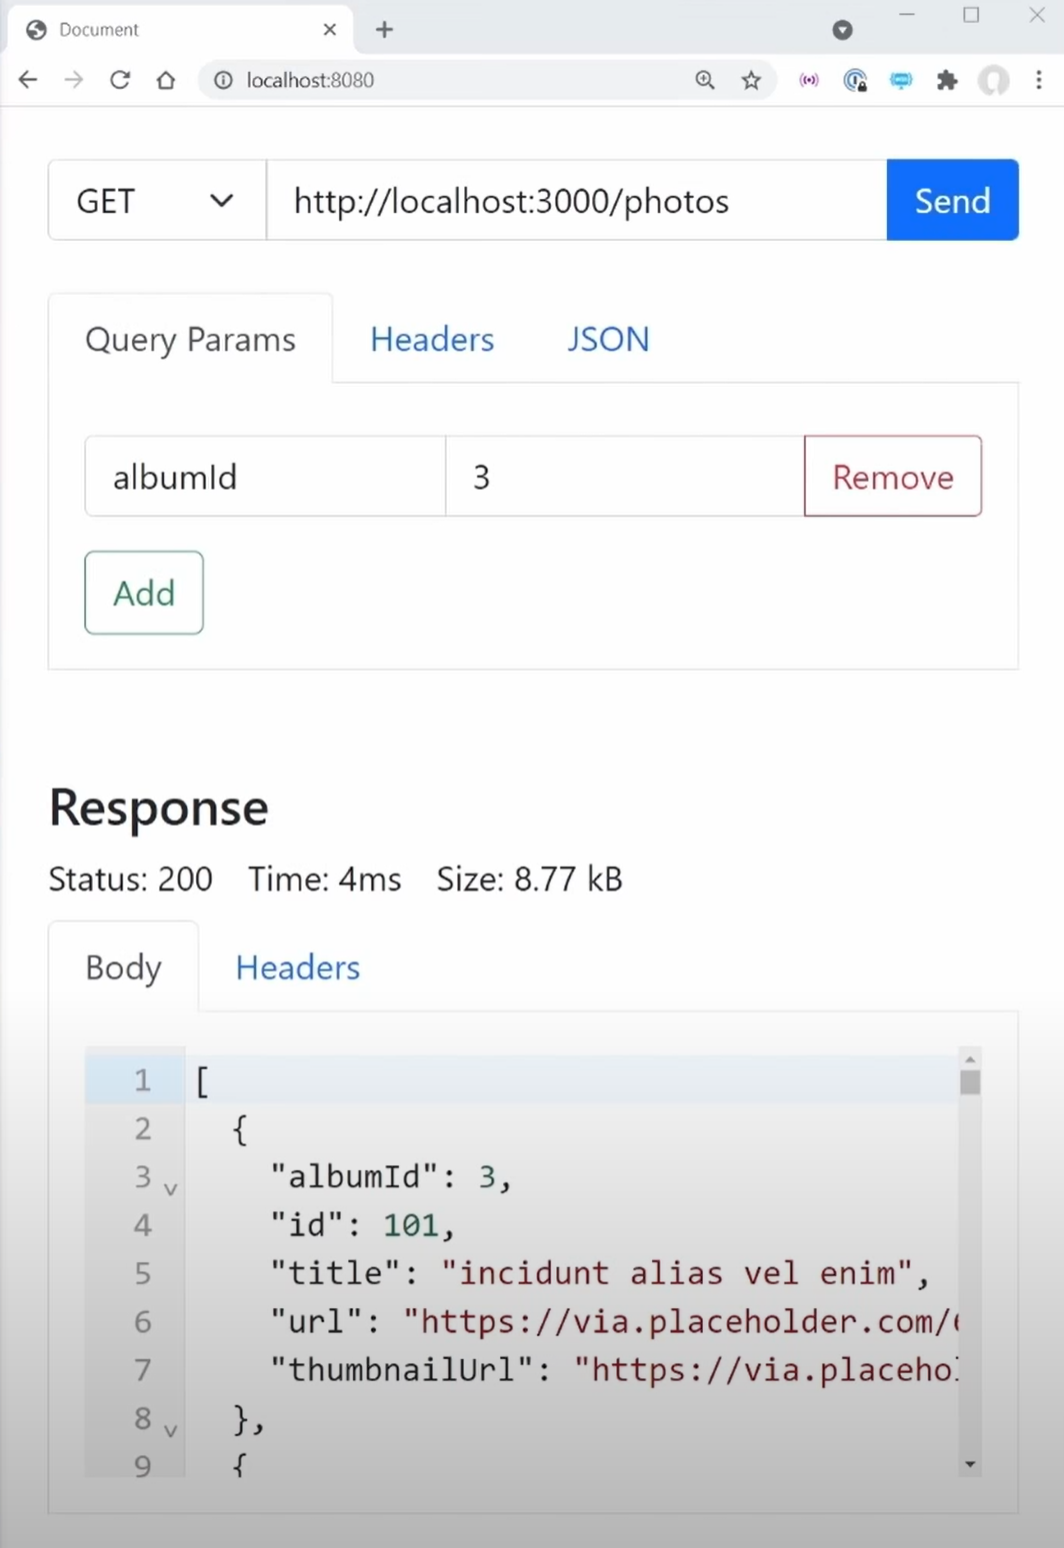 Document
localhost:8080
GET http://localhost:3000/photos Send
Query Params Headers JSON
albumId 3 Remove
Add
Response
Status: 200 Time: 4ms Size: 8.77 kB
Body Headers
1 [
2 {
3 "albumId": 3,
4 "id": 101,
5 "title": "incidunt alias vel enim",
6 "url": "https://via.placeholder.com/
7 "thumbnailUrl": "https://via.placeho
8 },
9 {